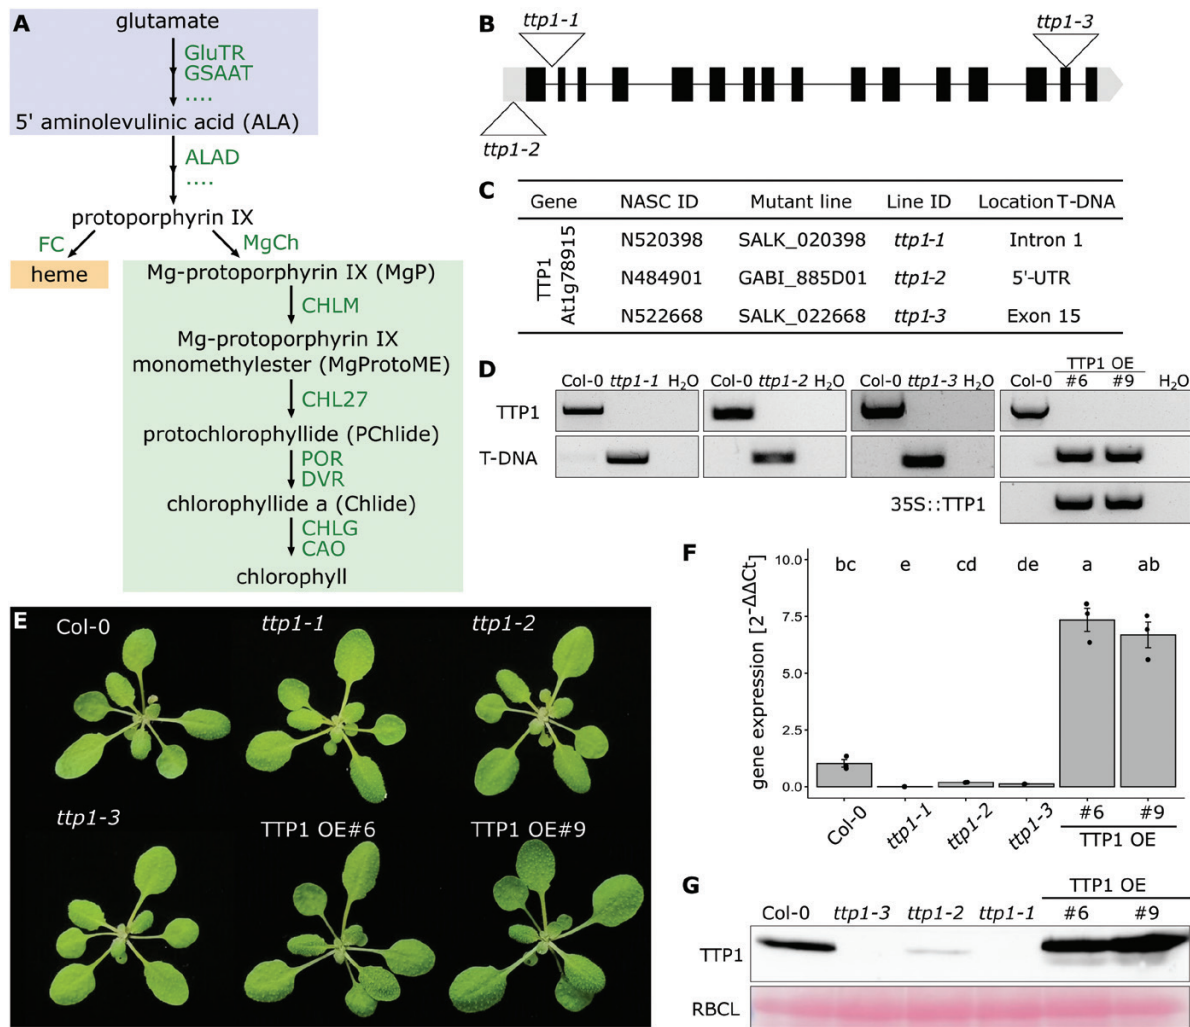 A
glutamate
GluTR
GSAAT
....
5' aminolevulinic acid (ALA)
ALAD
....
protoporphyrin IX
FC
MgCh
heme
Mg-protoporphyrin IX (MgP)
CHLM
Mg-protoporphyrin IX
monomethylester (MgProtoME)
CHL27
protochlorophyllide (PChlide)
POR
DVR
chlorophyllide a (Chlide)
CHLG
CAO
chlorophyll
B
ttp1-1
ttp1-3
ttp1-2
C
Gene NASC ID Mutant line Line ID Location T-DNA
TTP1
At1g78915
N520398 SALK_020398 ttp1-1 Intron 1
N484901 GABI_885D01 ttp1-2 5'-UTR
N522668 SALK_022668 ttp1-3 Exon 15
D
Col-0 ttp1-1 H2O
Col-0 ttp1-2 H2O
Col-0 ttp1-3 H2O
TTP1 OE
Col-0 #6 #9 H2O
TTP1
T-DNA
35S::TTP1
E
Col-0
ttp1-1
ttp1-2
ttp1-3
TTP1 OE#6
TTP1 OE#9
F
gene expression [2^-ΔΔCt]
10.0
7.5
5.0
2.5
0.0
bc e cd de a ab
Col-0
ttp1-1
ttp1-2
ttp1-3
#6 #9
TTP1 OE
G
TTP1 OE
Col-0 ttp1-3 ttp1-2 ttp1-1 #6 #9
TTP1
RBCL